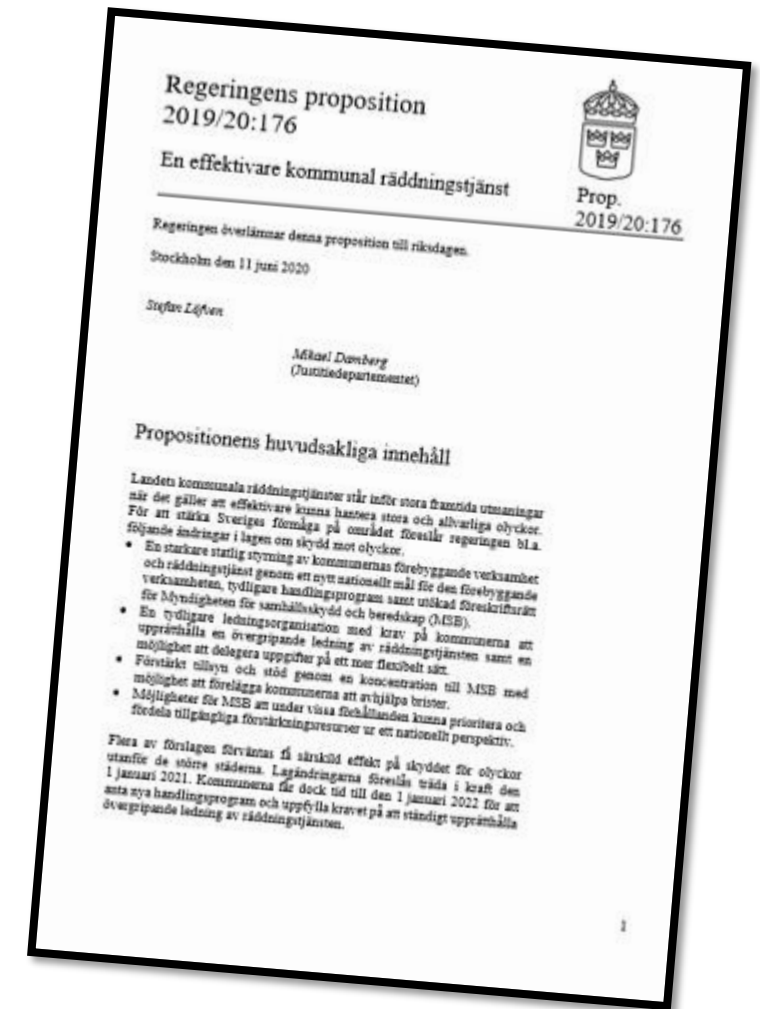 Regeringens proposition
2019/20:176
En effektivare kommunal räddningstjänst
Prop.
2019/20:176
Regeringen överlämnar denna proposition till riksdagen.
Stockholm den 11 juni 2020
Stefan Löfven
Mikael Damberg
(Justitiedepartementet)
Propositionens huvudsakliga innehåll
Landets kommunala räddningstjänster står inför stora framtida utmaningar
när det gäller att effektivare kunna hantera stora och allvarliga olyckor.
För att stärka Sveriges förmåga på området föreslår regeringen bl.a.
följande ändringar i lagen om skydd mot olyckor.
• En starkare statlig styrning av kommunernas förebyggande verksamhet
och räddningstjänst genom ett nytt nationellt mål för den förebyggande
verksamheten, tydligare handlingsprogram samt utökad föreskriftsrätt
för Myndigheten för samhällsskydd och beredskap (MSB).
• En tydligare ledningsorganisation med krav på kommunerna att
upprätthålla en övergripande ledning av räddningstjänsten samt en
möjlighet att delegera uppgifter på ett mer flexibelt sätt.
• Förstärkt tillsyn och stöd genom en koncentration till MSB med
möjlighet att förelägga kommunerna att avhjälpa brister.
• Möjligheter för MSB att under vissa förhållanden kunna prioritera och
fördela tillgängliga förstärkningsresurser ur ett nationellt perspektiv.
Flera av förslagen förväntas få särskild effekt på skyddet för olyckor
utanför de större städerna. Lagändringarna föreslås träda i kraft den
1 januari 2021. Kommunerna får dock tid till den 1 januari 2022 för att
anta nya handlingsprogram och uppfylla kravet på att ständigt upprätthålla
övergripande ledning av räddningstjänsten.
1